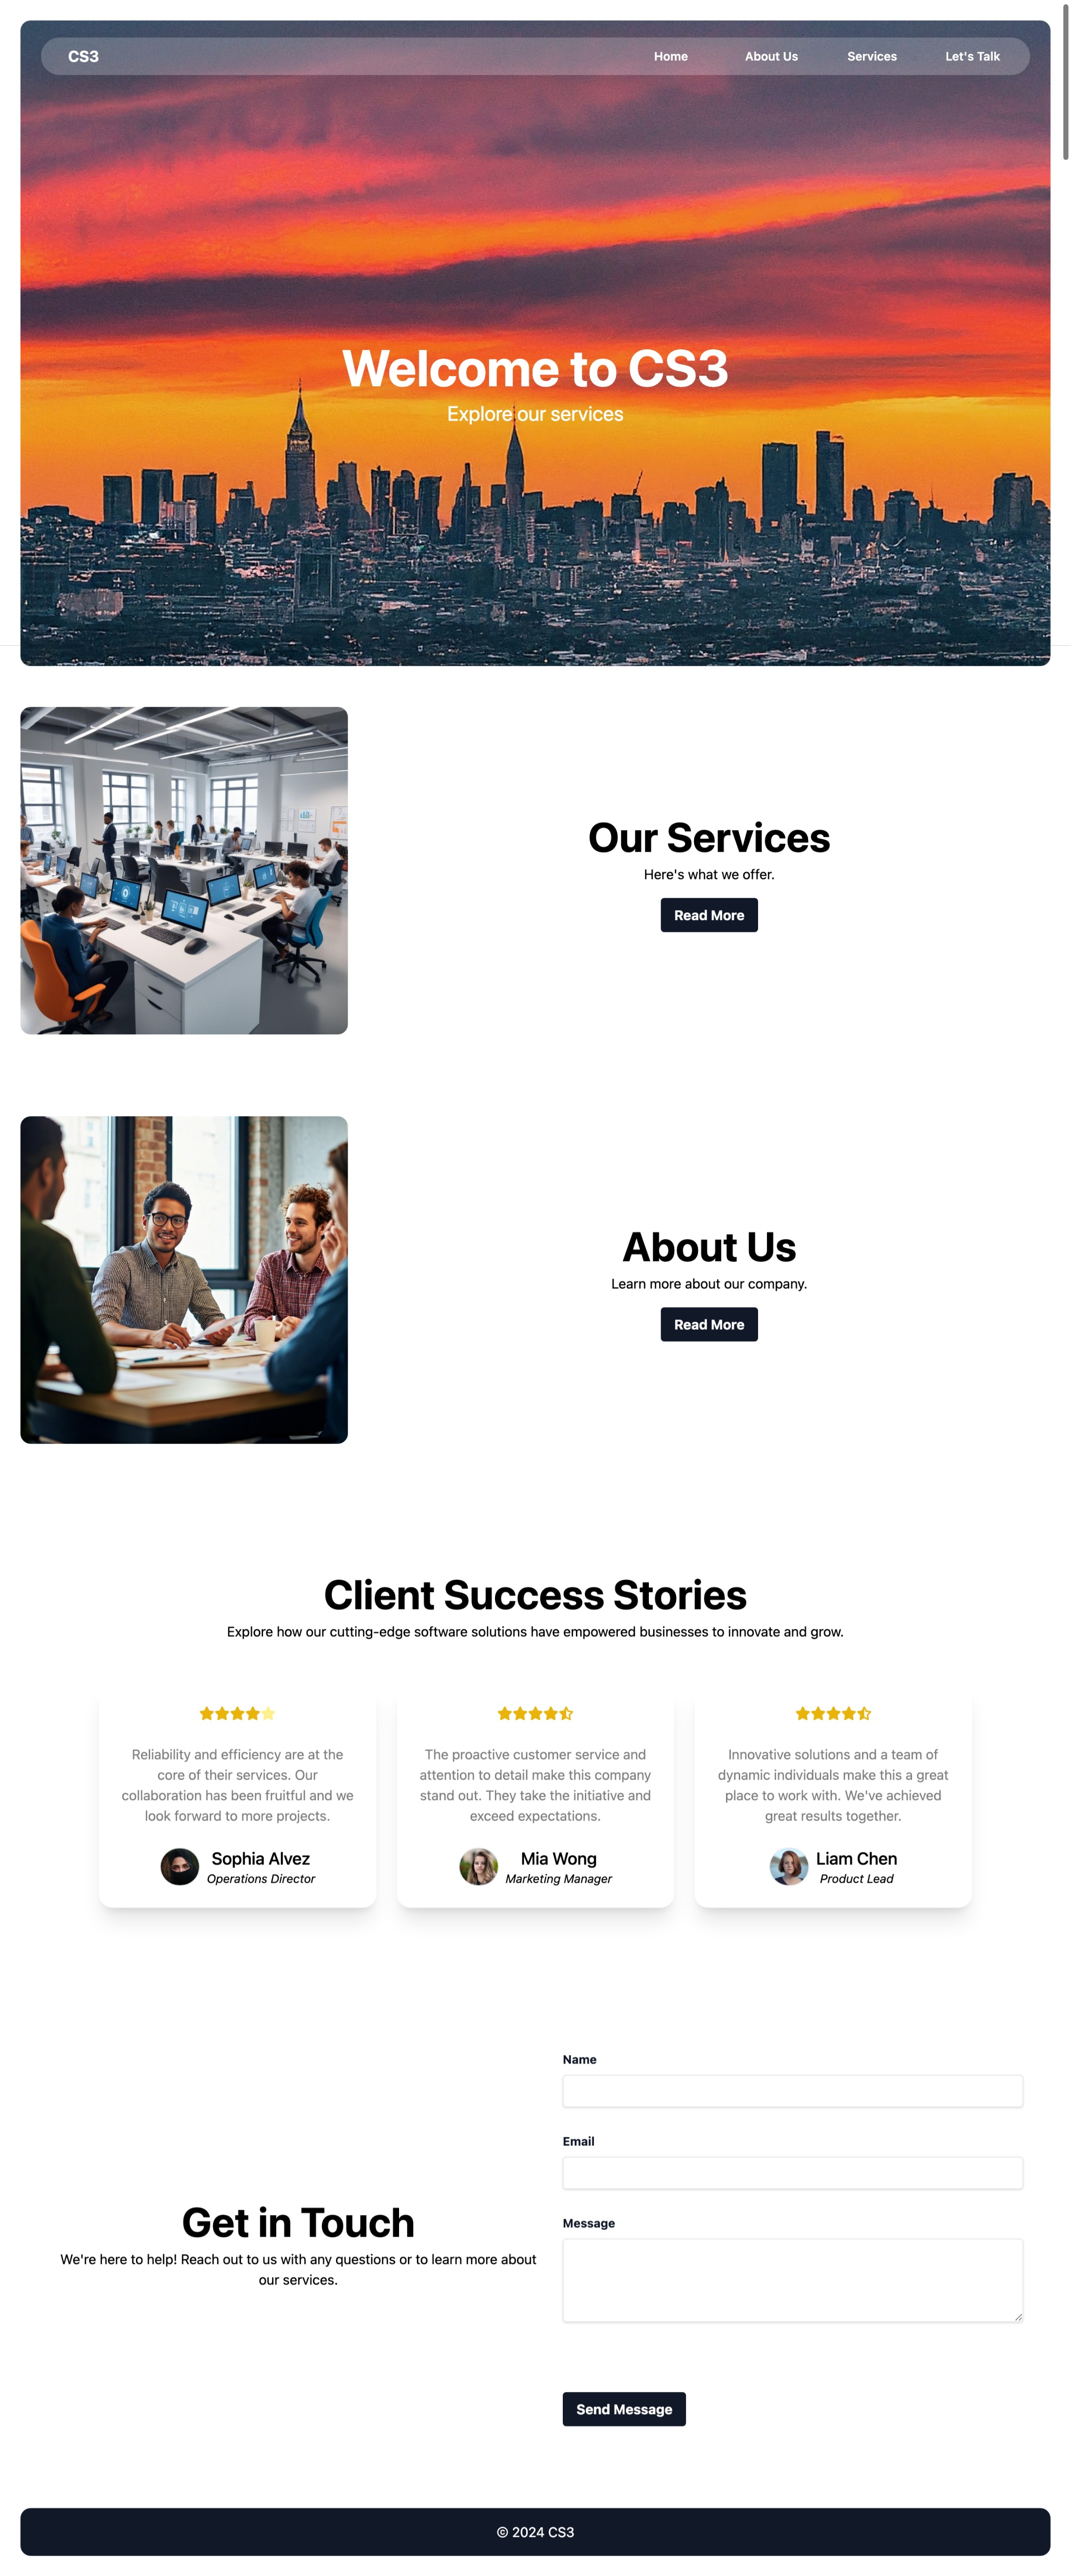 CS3
Home
About Us
Services
Let's Talk
Welcome to CS3
Explore our services
Our Services
Here's what we offer.
Read More
About Us
Learn more about our company.
Read More
Client Success Stories
Explore how our cutting-edge software solutions have empowered businesses to innovate and grow.
Reliability and efficiency are at the
core of their services. Our
collaboration has been fruitful and we
look forward to more projects.
Sophia Alvez
Operations Director
The proactive customer service and
attention to detail make this company
stand out. They take the initiative and
exceed expectations.
Mia Wong
Marketing Manager
Innovative solutions and a team of
dynamic individuals make this a great
place to work with. We've achieved
great results together.
Liam Chen
Product Lead
Get in Touch
We're here to help! Reach out to us with any questions or to learn more about
our services.
Name
Email
Message
Send Message
© 2024 CS3